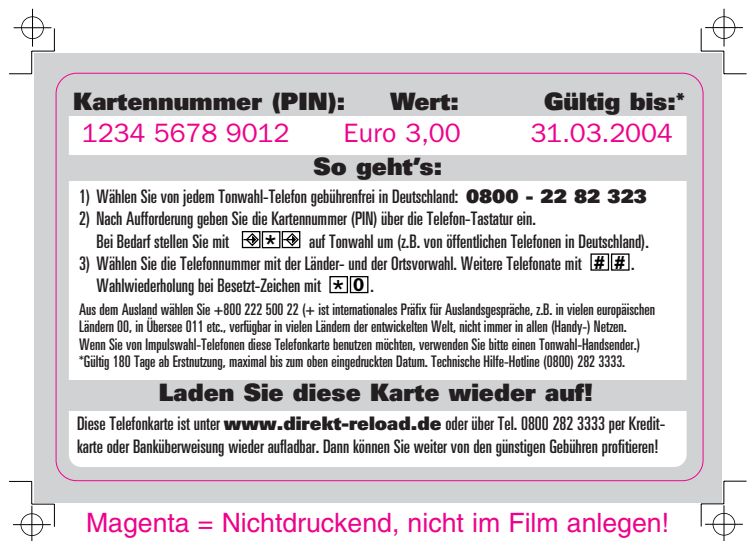 Kartennummer (PIN): Wert: Gültig bis:*
1234 5678 9012 Euro 3,00 31.03.2004
So geht's:
1) Wählen Sie von jedem Tonwahl-Telefon gebührenfrei in Deutschland: 0800 - 22 82 323
2) Nach Aufforderung geben Sie die Kartennummer (PIN) über die Telefon-Tastatur ein.
Bei Bedarf stellen Sie mit * auf Tonwahl um (z.B. von öffentlichen Telefonen in Deutschland).
3) Wählen Sie die Telefonnummer mit der Länder- und der Ortsvorwahl. Weitere Telefonate mit ##.
Wahlwiederholung bei Besetzt-Zeichen mit *0.
Aus dem Ausland wählen Sie +800 222 500 22 (+ ist internationales Präfix für Auslandsgespräche, z.B. in vielen europäischen
Ländern 00, in Übersee 011 etc., verfügbar in vielen Ländern der entwickelten Welt, nicht immer in allen (Handy-) Netzen.
Wenn Sie von Impulswahl-Telefonen diese Telefonkarte benutzen möchten, verwenden Sie bitte einen Tonwahl-Handsender.)
*Gültig 180 Tage ab Erstnutzung, maximal bis zum oben eingedruckten Datum. Technische Hilfe-Hotline (0800) 282 3333.
Laden Sie diese Karte wieder auf!
Diese Telefonkarte ist unter www.direkt-reload.de oder über Tel. 0800 282 3333 per Kredit-
karte oder Banküberweisung wieder aufladbar. Dann können Sie weiter von den günstigen Gebühren profitieren!
Magenta = Nichtdruckend, nicht im Film anlegen!